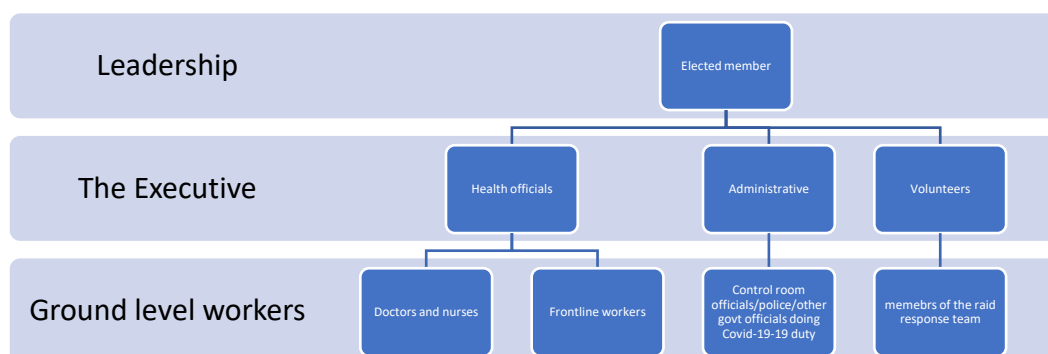 Leadership
Elected member
The Executive
Health officials
Administrative
Volunteers
Ground level workers
Doctors and nurses
Frontline workers
Control room
officials/police/other
govt officials doing
Covid-19-19 duty
memebrs of the raid
response team